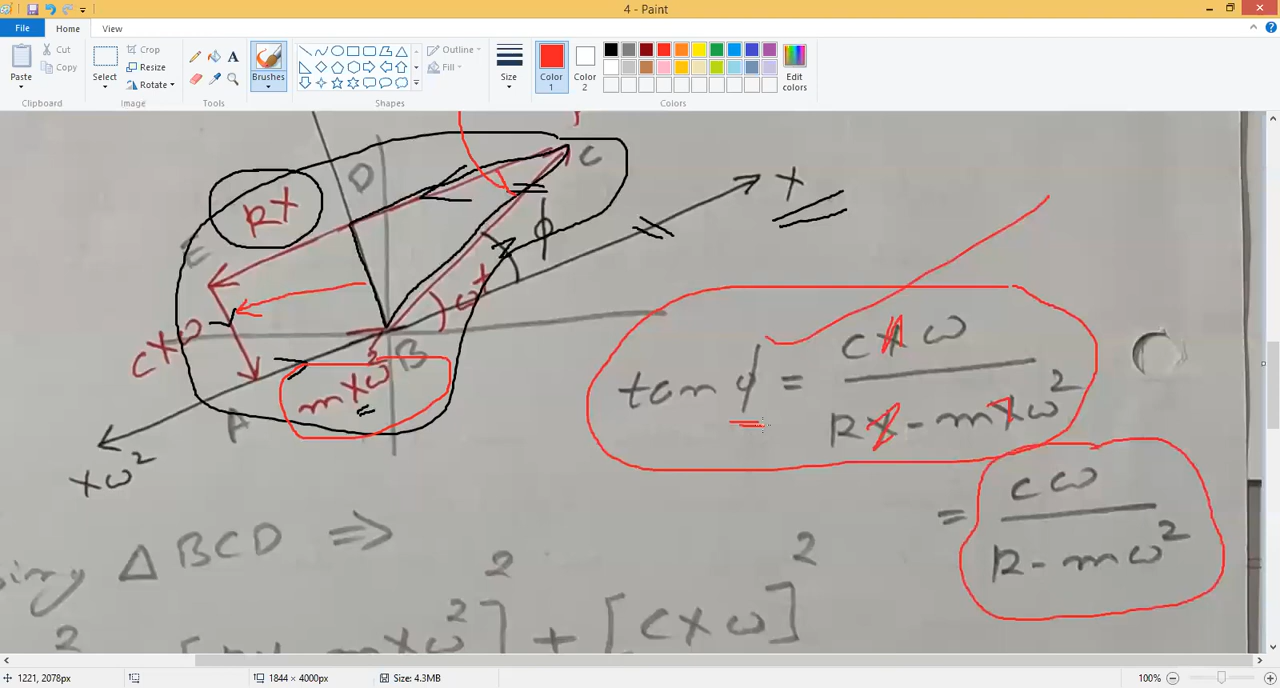 4 - Paint
File Home View
Paste Cut Copy Clipboard
Select Crop Resize Rotate Image
A Tools
Brushes
Shapes Outline Fill
Size
Color 1 Color 2 Edit colors Colors
C
D
RX
E
X
ϕ
ωt
CXω
B
mXω²
A
Xω²
tan ϕ = CXω / RX - mXω²
= Cω / R - mω²
Δ BCD ⇒
mXω²]² + [CXω]²
2
1221, 2078px 1844 × 4000px Size: 4.3MB 100%